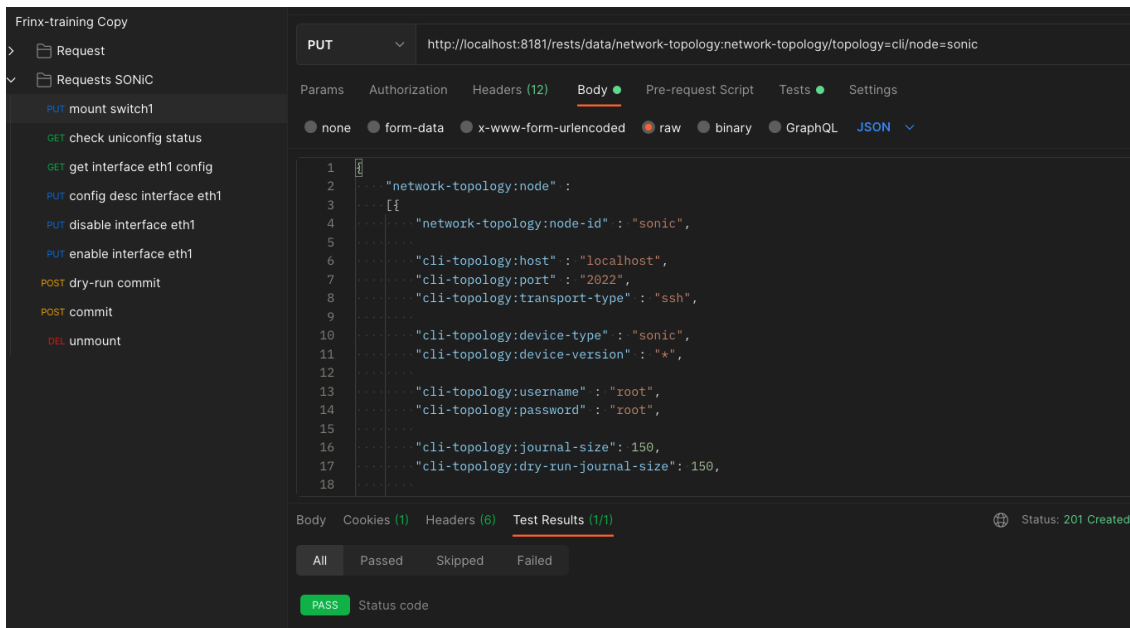 Frinx-training Copy
Request
Requests SONiC
PUT mount switch1
GET check uniconfig status
GET get interface eth1 config
PUT config desc interface eth1
PUT disable interface eth1
PUT enable interface eth1
POST dry-run commit
POST commit
DEL unmount
PUT http://localhost:8181/rests/data/network-topology:network-topology/topology=cli/node=sonic
Params Authorization Headers (12) Body Pre-request Script Tests Settings
none form-data x-www-form-urlencoded raw binary GraphQL JSON
1 {
2 "network-topology:node" :
3 [{
4 "network-topology:node-id" : "sonic",
5
6 "cli-topology:host" : "localhost",
7 "cli-topology:port" : "2022",
8 "cli-topology:transport-type" : "ssh",
9
10 "cli-topology:device-type" : "sonic",
11 "cli-topology:device-version" : "*",
12
13 "cli-topology:username" : "root",
14 "cli-topology:password" : "root",
15
16 "cli-topology:journal-size": 150,
17 "cli-topology:dry-run-journal-size": 150,
18
Body Cookies (1) Headers (6) Test Results (1/1) Status: 201 Created
All Passed Skipped Failed
PASS Status code